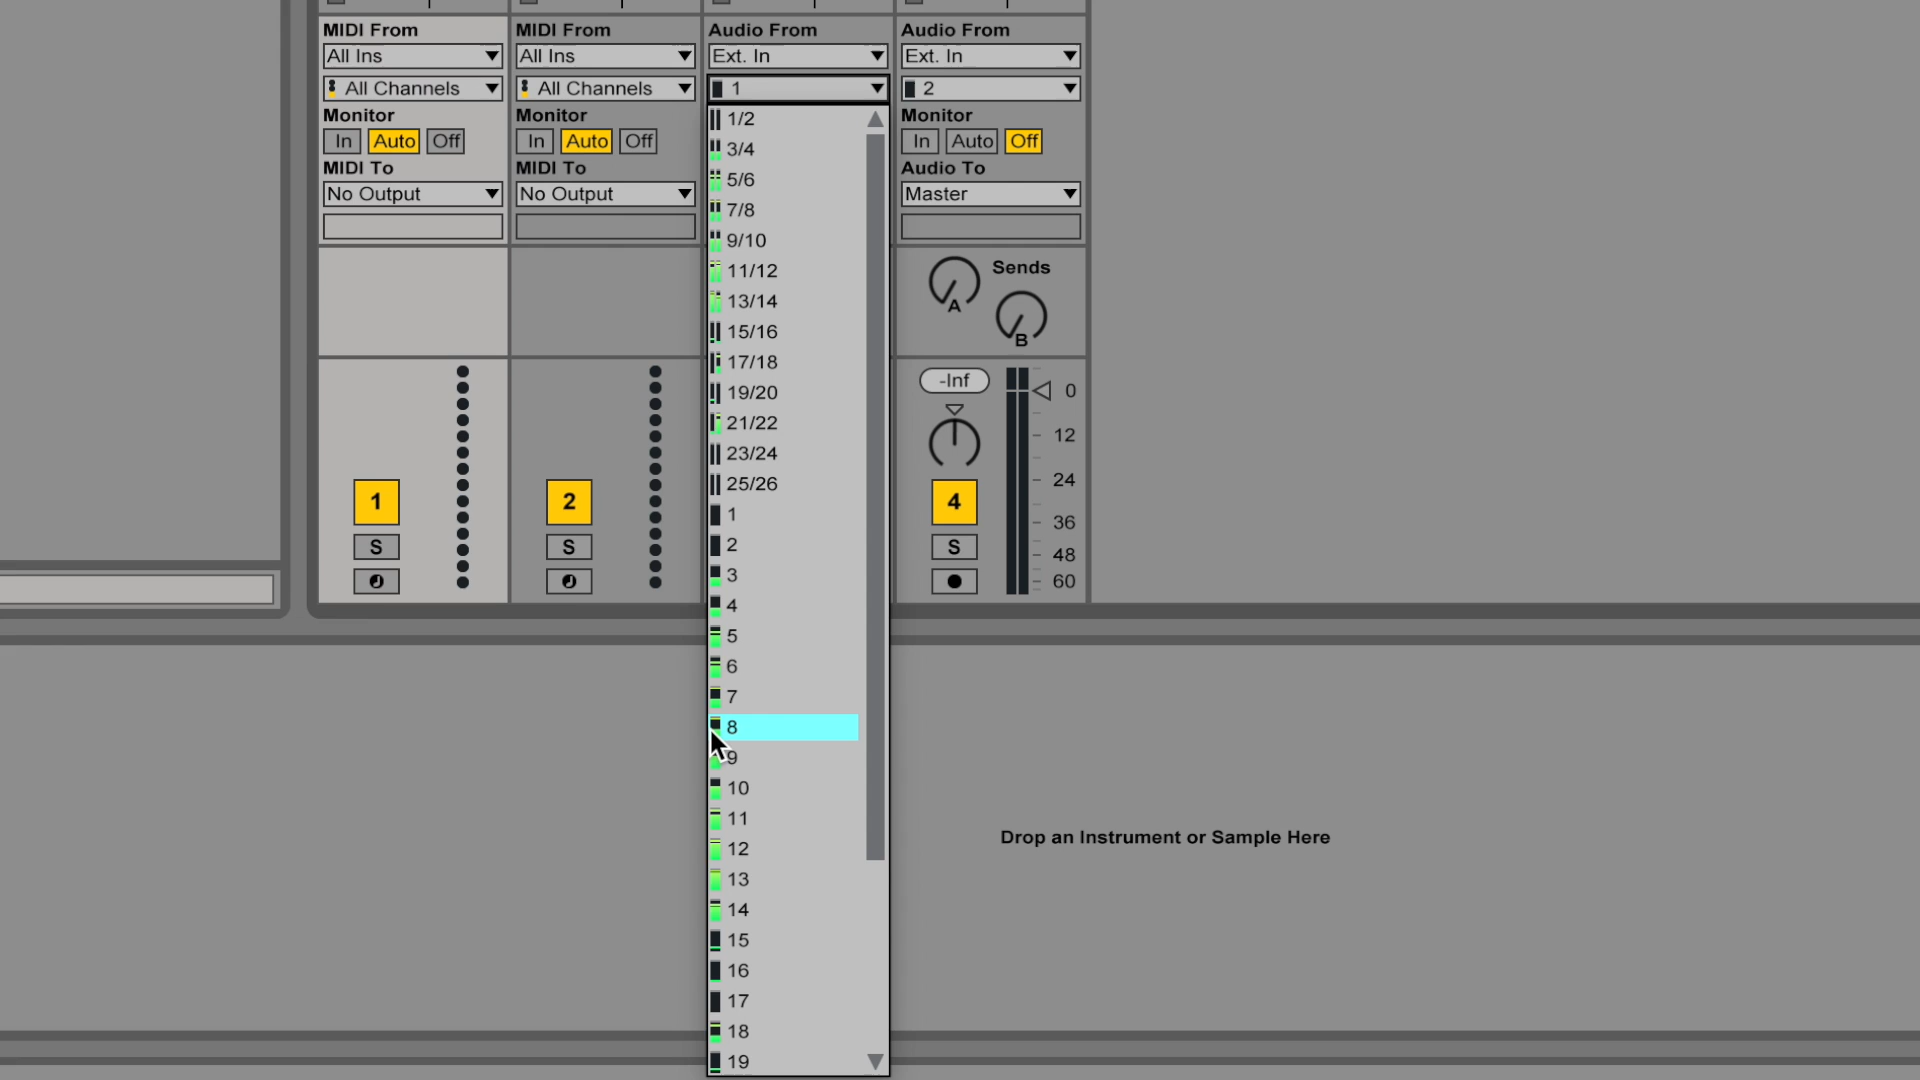 MIDI From
All Ins
All Channels
Monitor
In Auto Off
MIDI To
No Output
1
S
MIDI From
All Ins
All Channels
Monitor
In Auto Off
MIDI To
No Output
2
S
Audio From
Ext. In
1
1/2
3/4
5/6
7/8
9/10
11/12
13/14
15/16
17/18
19/20
21/22
23/24
25/26
1
2
3
4
5
6
7
8
9
10
11
12
13
14
15
16
17
18
19
Audio From
Ext. In
2
Monitor
In Auto Off
Audio To
Master
Sends
A
B
-Inf
0
12
24
36
48
60
4
S
Drop an Instrument or Sample Here